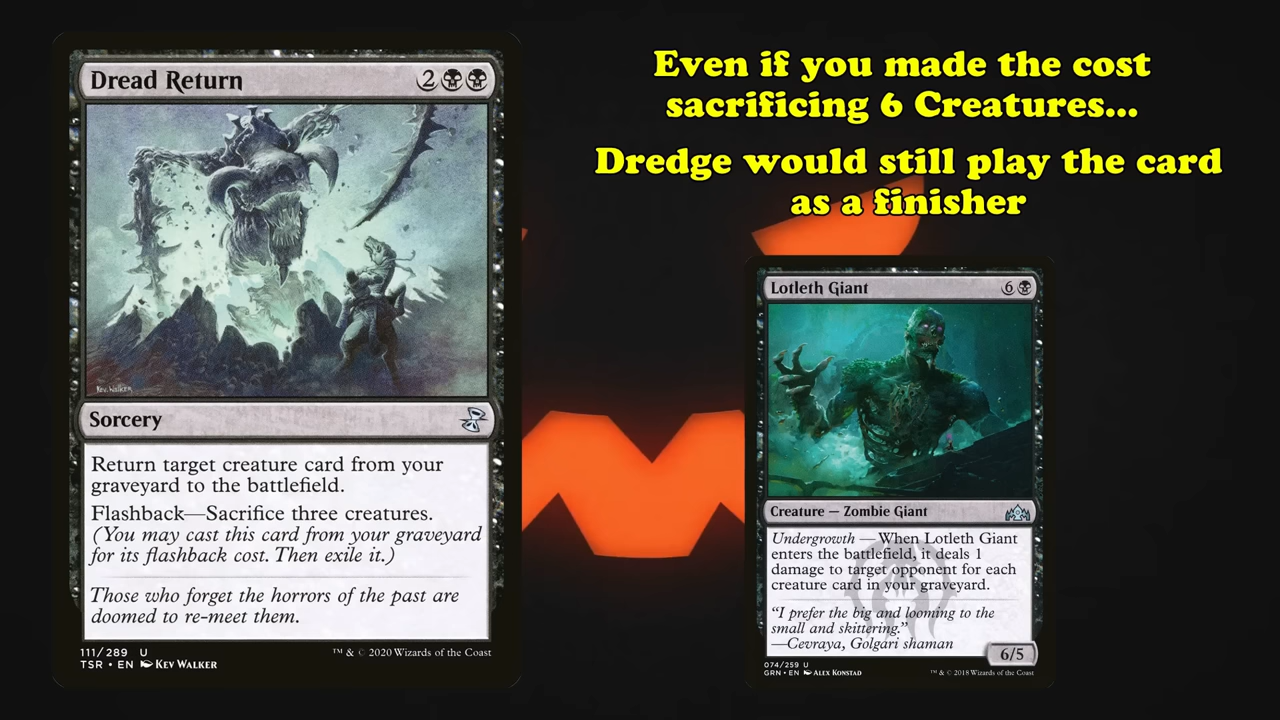 Dread Return
2
Kev. Walker
Sorcery
Return target creature card from your
graveyard to the battlefield.
Flashback—Sacrifice three creatures.
(You may cast this card from your graveyard
for its flashback cost. Then exile it.)
Those who forget the horrors of the past are
doomed to re-meet them.
111/289 U
TSR • EN Kev Walker
™ & © 2020 Wizards of the Coast
Even if you made the cost
sacrificing 6 Creatures...
Dredge would still play the card
as a finisher
Lotleth Giant
6
Creature — Zombie Giant
Undergrowth — When Lotleth Giant
enters the battlefield, it deals 1
damage to target opponent for each
creature card in your graveyard.
“I prefer the big and looming to the
small and skittering.”
—Cevraya, Golgari shaman
6/5
074/259 U
GRN • EN Alex Konstad
™ & © 2018 Wizards of the Coast